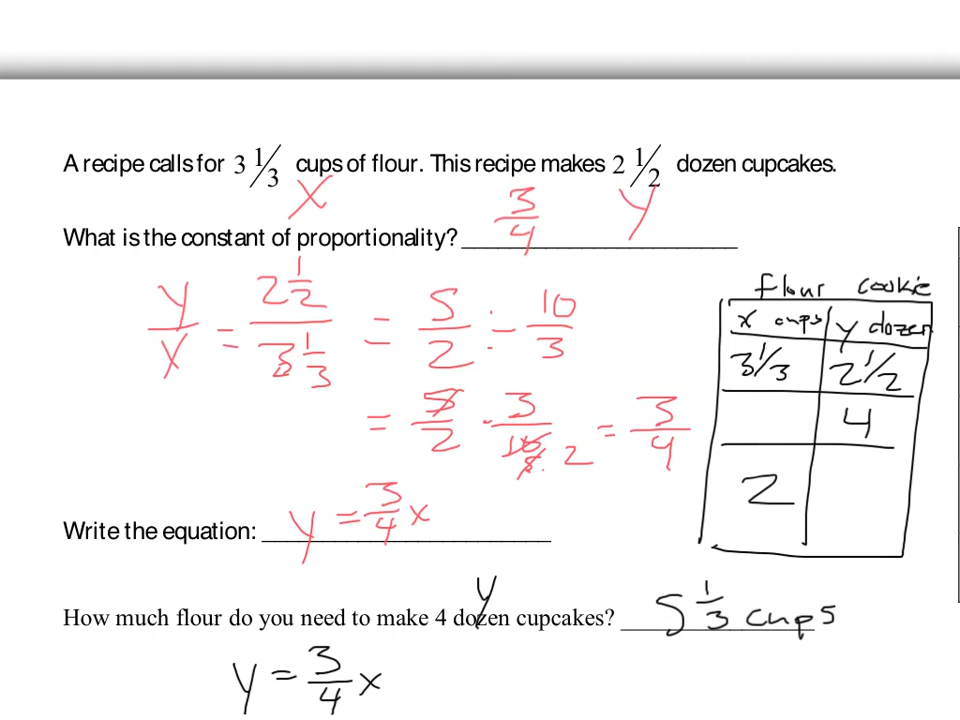 A recipe calls for 3 1/3 cups of flour. This recipe makes 2 1/2 dozen cupcakes.
X Y
What is the constant of proportionality? 3/4
y/x = 2 1/2 / 3 1/3 = 5/2 ÷ 10/3
= 5/2 · 3/10 2 = 3/4
flour cookie
x cups y dozen
3 1/3 2 1/2
4
2
Write the equation: y = 3/4 x
y
How much flour do you need to make 4 dozen cupcakes? 5 1/3 cups
y = 3/4 x